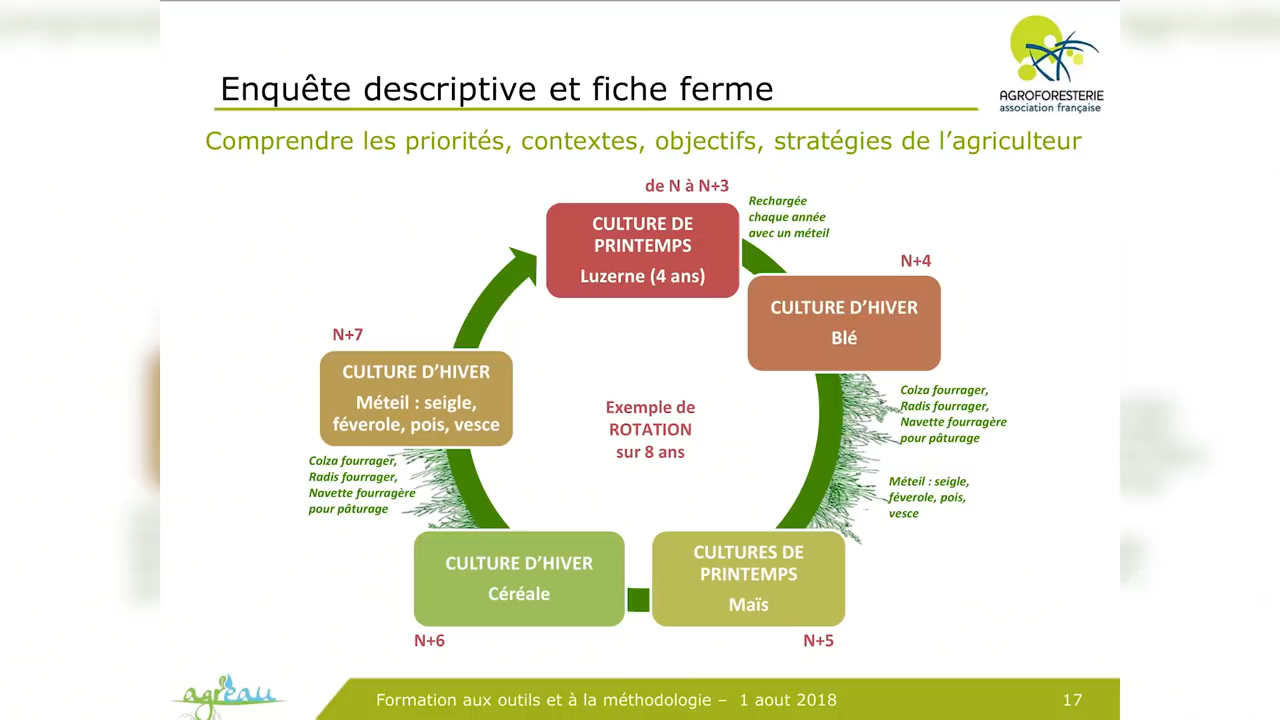 Enquête descriptive et fiche ferme
AGROFORESTERIE
association française
Comprendre les priorités, contextes, objectifs, stratégies de l’agriculteur
de N à N+3
CULTURE DE
PRINTEMPS
Luzerne (4 ans)
Rechargée
chaque année
avec un méteil
N+4
CULTURE D’HIVER
Blé
Colza fourrager,
Radis fourrager,
Navette fourragère
pour pâturage
Méteil : seigle,
féverole, pois,
vesce
CULTURES DE
PRINTEMPS
Maïs
N+5
CULTURE D’HIVER
Céréale
N+6
Colza fourrager,
Radis fourrager,
Navette fourragère
pour pâturage
N+7
CULTURE D’HIVER
Méteil : seigle,
féverole, pois, vesce
Exemple de
ROTATION
sur 8 ans
agr'eau
Formation aux outils et à la méthodologie – 1 aout 2018
17